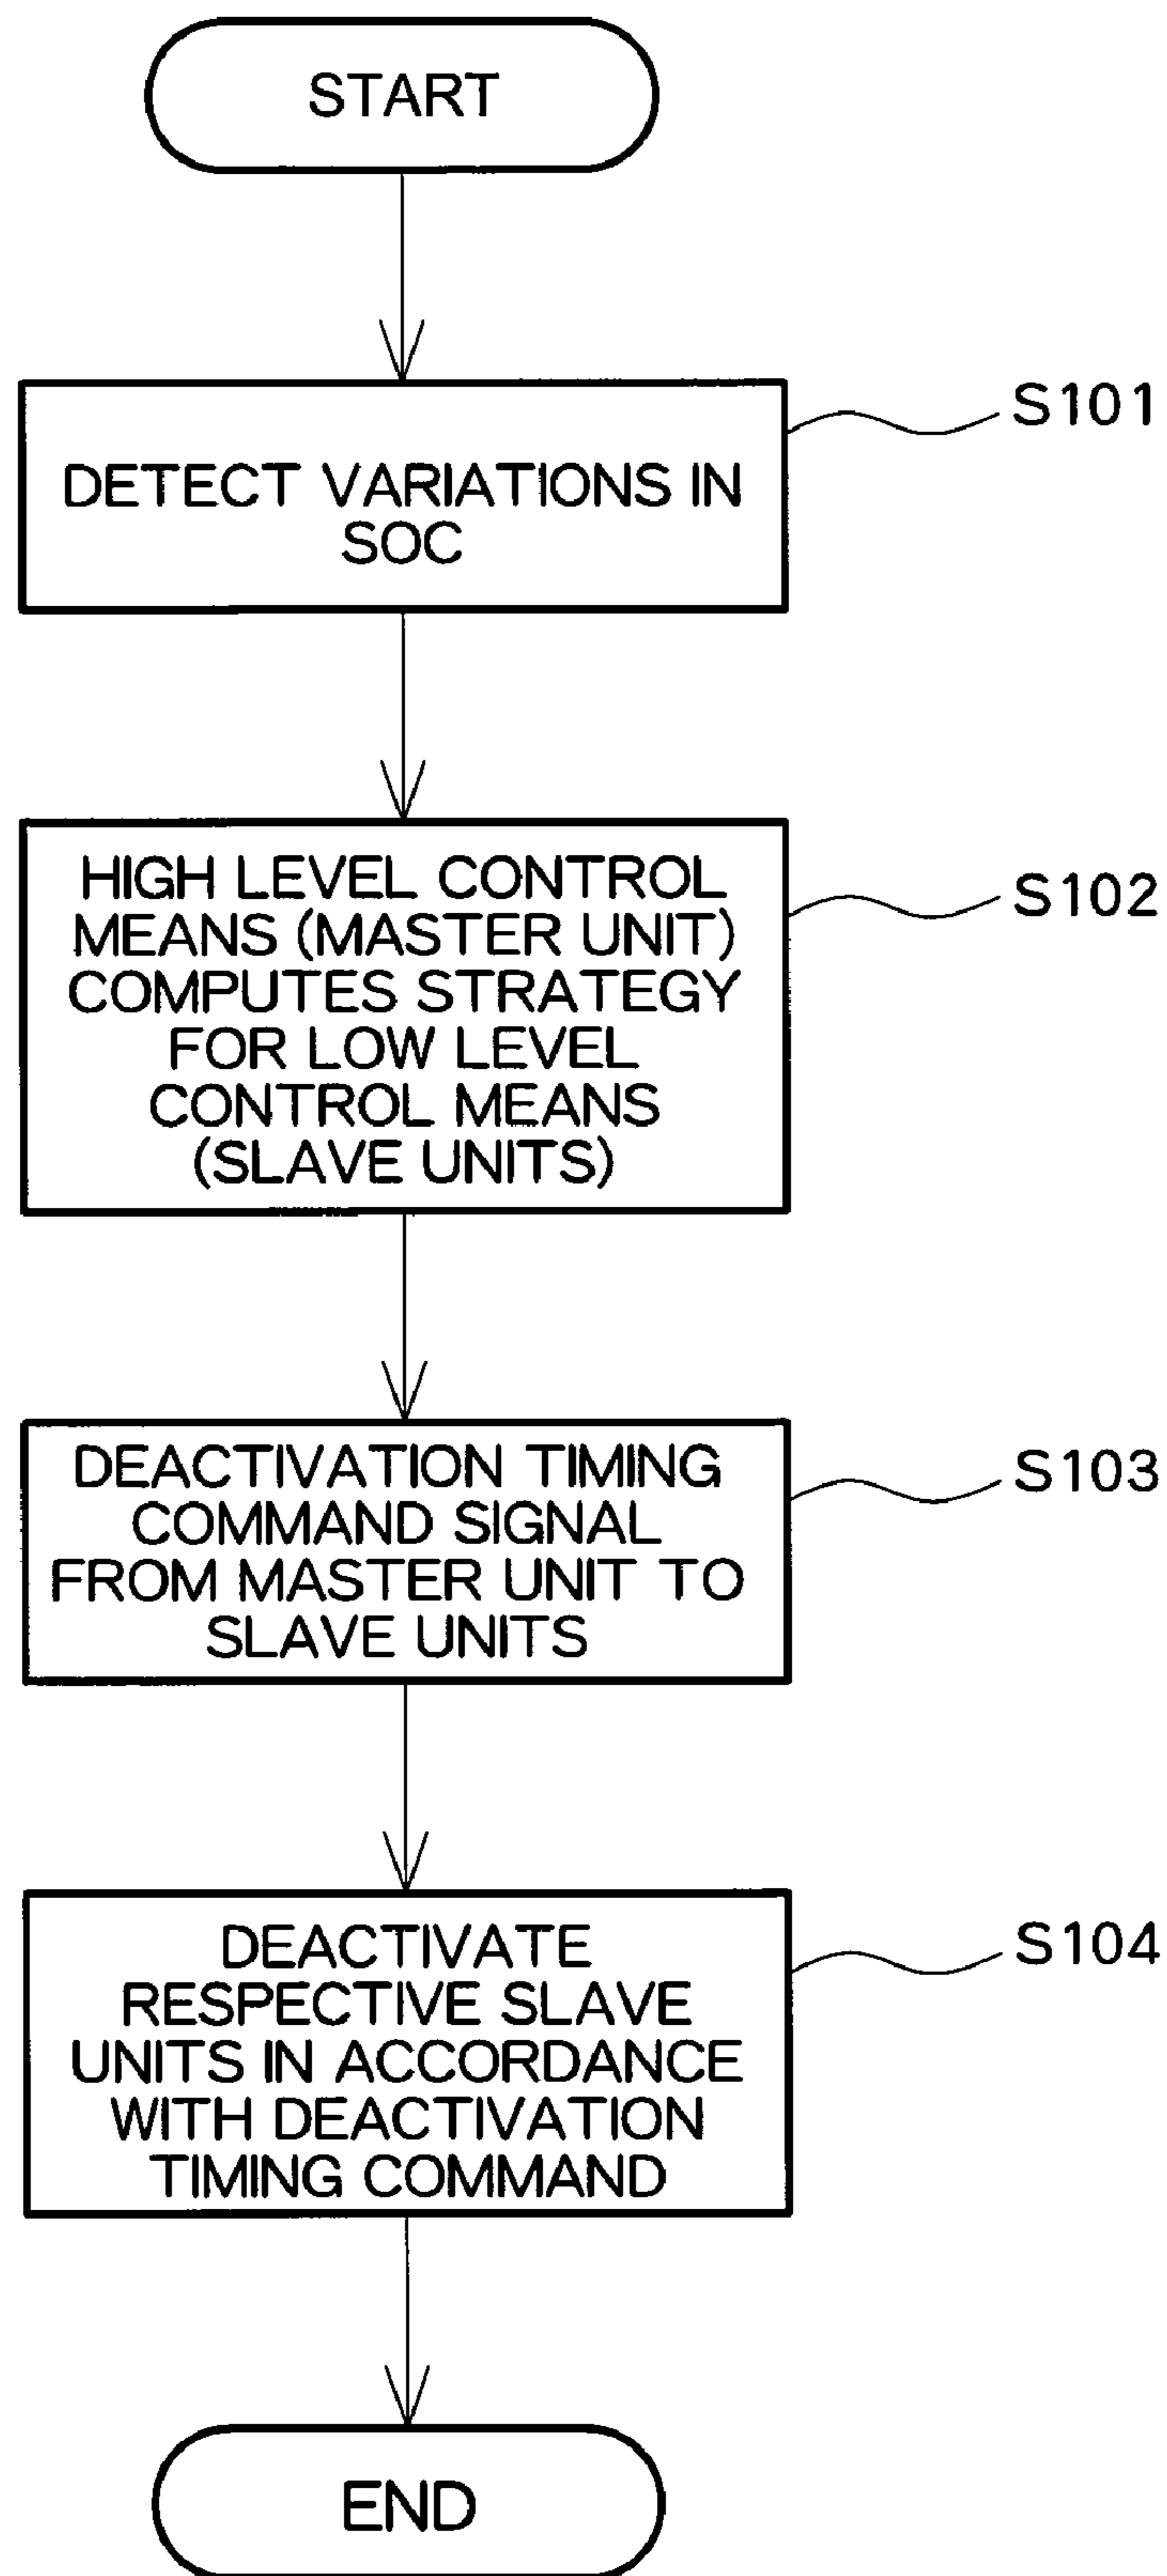 START
S101
DETECT VARIATIONS IN
SOC
HIGH LEVEL CONTROL
S102
MEANS (MASTER UNIT)
COMPUTES STRATEGY
FOR LOW LEVEL
CONTROL MEANS
(SLAVE UNITS)
DEACTIVATION TIMING
S103
COMMAND SIGNAL
FROM MASTER UNIT TO
SLAVE UNITS
DEACTIVATE
S104
RESPECTIVE SLAVE
UNITS IN ACCORDANCE
WITH DEACTIVATION
TIMING COMMAND
END